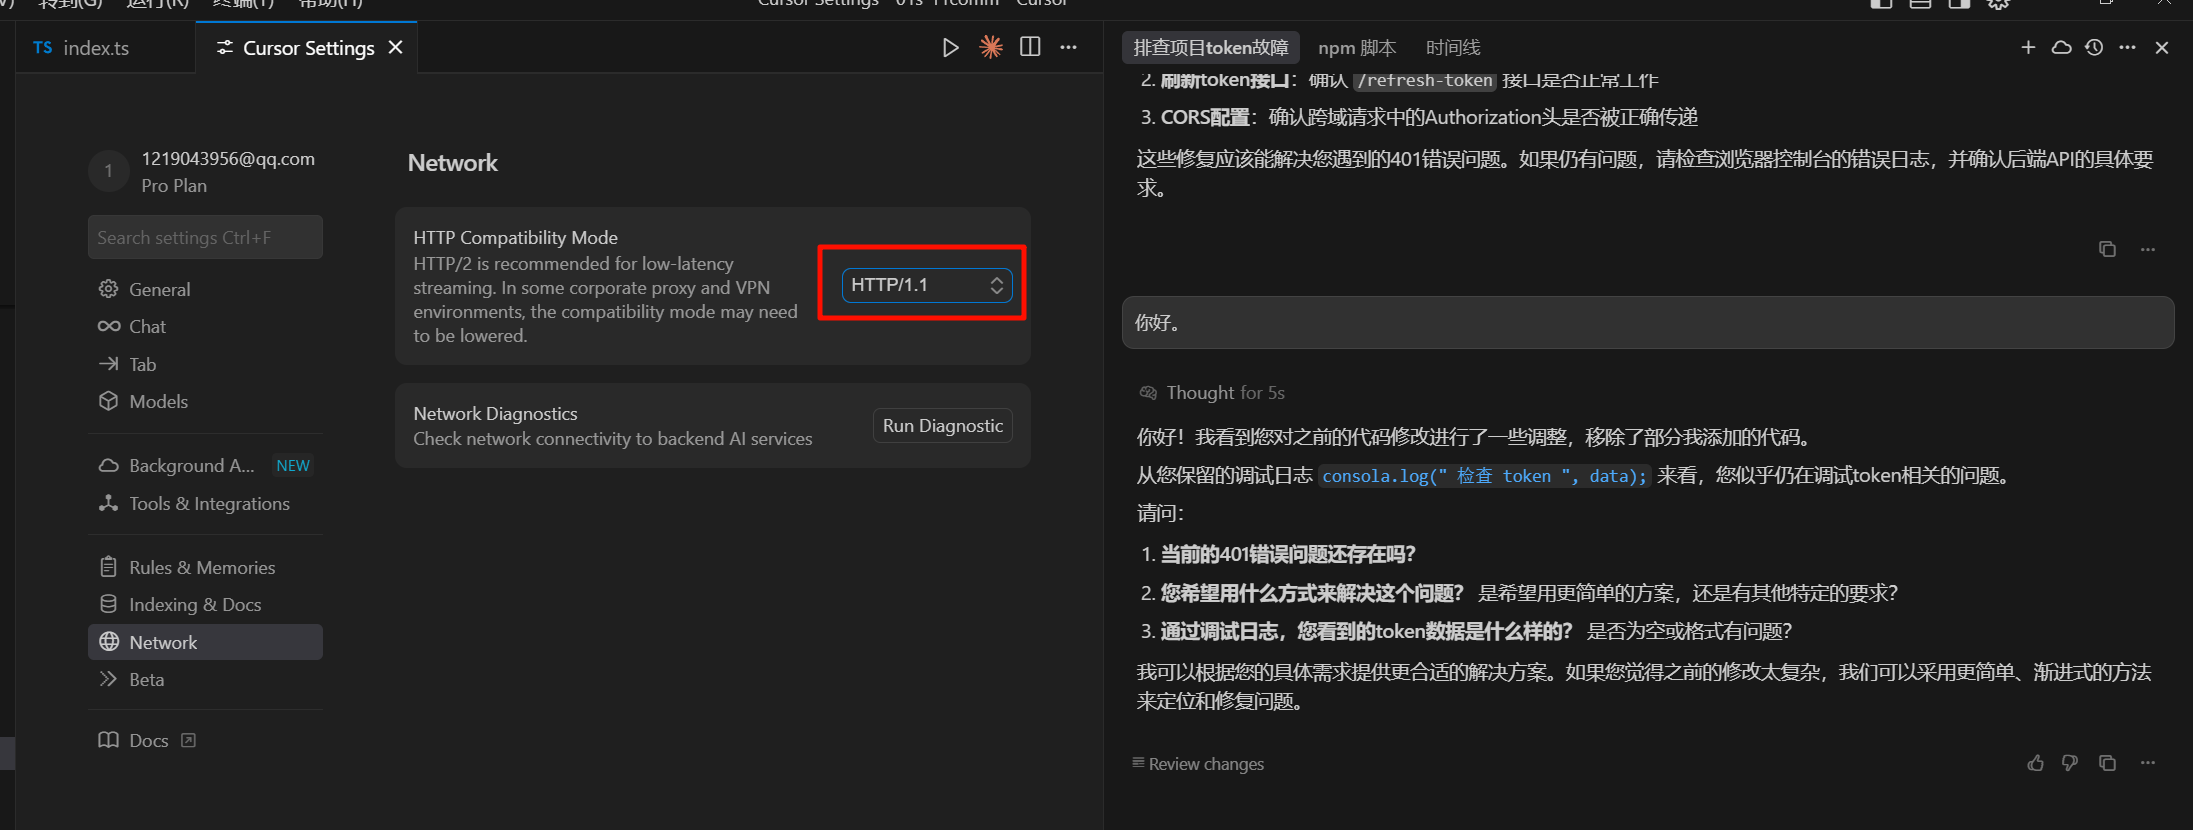 转到(G) 运行(R) 终端(T) 帮助(H)
TS index.ts
Cursor Settings
1
1219043956@qq.com
Pro Plan
Search settings Ctrl+F
General
Chat
Tab
Models
Background A... NEW
Tools & Integrations
Rules & Memories
Indexing & Docs
Network
Beta
Docs
Network
HTTP Compatibility Mode
HTTP/2 is recommended for low-latency
streaming. In some corporate proxy and VPN
environments, the compatibility mode may need
to be lowered.
HTTP/1.1
Network Diagnostics
Check network connectivity to backend AI services
Run Diagnostic
排查项目token故障 npm 脚本 时间线
2. 刷新token接口：确认 /refresh-token 接口是否正常工作
3. CORS配置：确认跨域请求中的Authorization头是否被正确传递
这些修复应该能解决您遇到的401错误问题。如果仍有问题，请检查浏览器控制台的错误日志，并确认后端API的具体要
求。
你好。
Thought for 5s
你好！我看到您对之前的代码修改进行了一些调整，移除了部分我添加的代码。
从您保留的调试日志 consola.log(" 检查 token ", data); 来看，您似乎仍在调试token相关的问题。
请问：
1. 当前的401错误问题还存在吗？
2. 您希望用什么方式来解决这个问题？ 是希望用更简单的方案，还是有其他特定的要求？
3. 通过调试日志，您看到的token数据是什么样的？ 是否为空或格式有问题？
我可以根据您的具体需求提供更合适的解决方案。如果您觉得之前的修改太复杂，我们可以采用更简单、渐进式的方法
来定位和修复问题。
Review changes